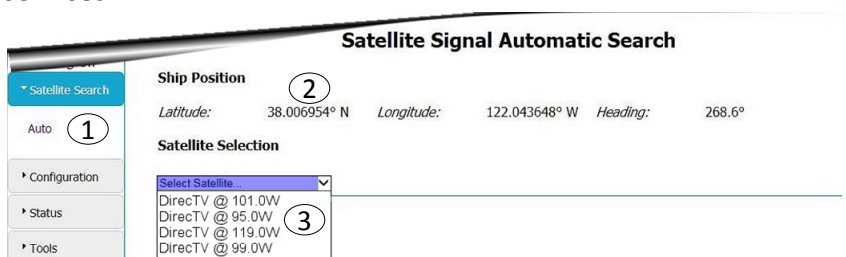 Satellite Signal Automatic Search
Satellite Search
Auto
1
Configuration
Status
Tools
Ship Position
2
Latitude: 38.006954° N Longitude: 122.043648° W Heading: 268.6°
Satellite Selection
Select Satellite...
DirecTV @ 101.0W
DirecTV @ 95.0W
DirecTV @ 119.0W
DirecTV @ 99.0W
3